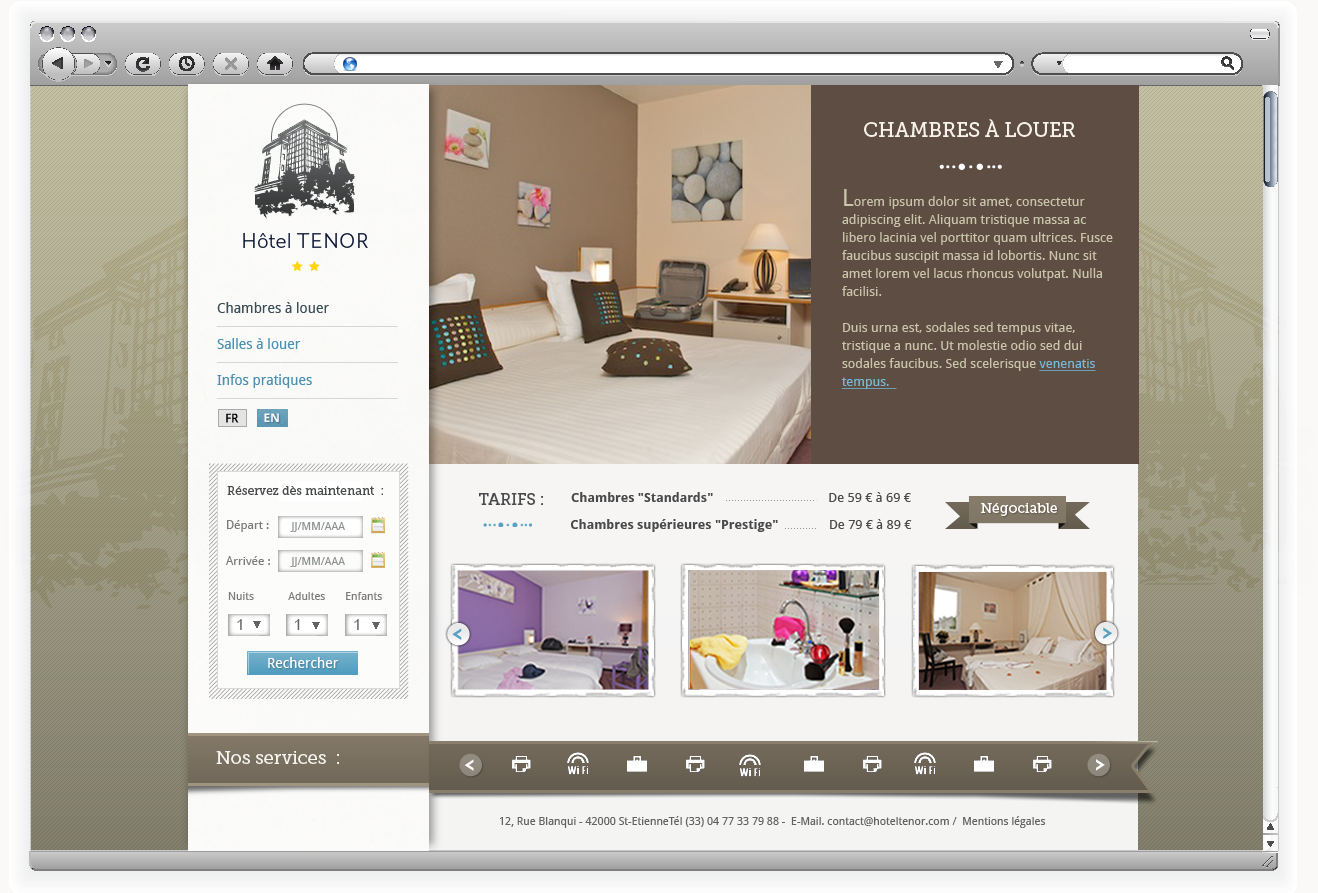 Hôtel TENOR
Chambres à louer
Salles à louer
Infos pratiques
FR EN
Réservez dès maintenant :
Départ : JJ/MM/AAA
Arrivée : JJ/MM/AAA
Nuits Adultes Enfants
1 1 1
Rechercher
CHAMBRES À LOUER
Lorem ipsum dolor sit amet, consectetur
adipiscing elit. Aliquam tristique massa ac
libero lacinia vel porttitor quam ultrices. Fusce
faucibus suscipit massa id lobortis. Nunc sit
amet lorem vel lacus rhoncus volutpat. Nulla
facilisi.
Duis urna est, sodales sed tempus vitae,
tristique a nunc. Ut molestie odio sed dui
sodales faucibus. Sed scelerisque venenatis
tempus.
TARIFS : Chambres "Standards" De 59 € à 69 €
Chambres supérieures "Prestige" De 79 € à 89 €
Négociable
Nos services :
Wi Fi Wi Fi Wi Fi
12, Rue Blanqui - 42000 St-EtienneTél (33) 04 77 33 79 88 - E-Mail. contact@hoteltenor.com / Mentions légales